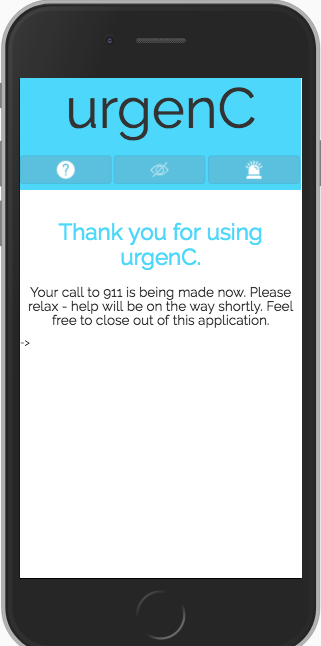 urgenC
?
Thank you for using
urgenC.
Your call to 911 is being made now. Please
relax - help will be on the way shortly. Feel
free to close out of this application.
->